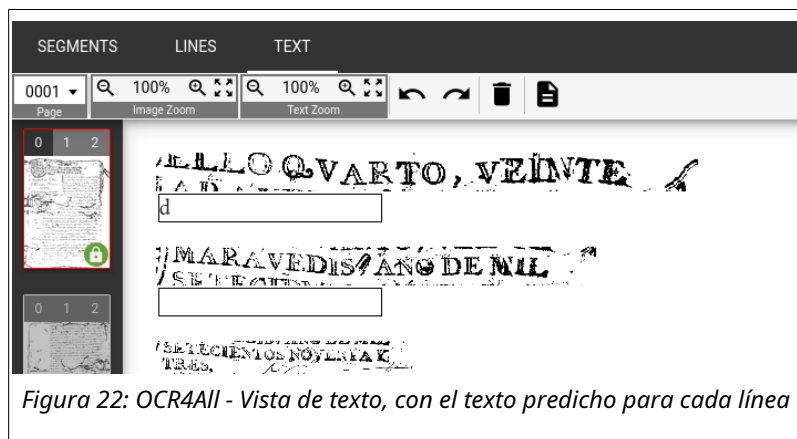 SEGMENTS LINES TEXT
0001 100% 100%
Page Image Zoom Text Zoom
0 1 2
ELLO QVARTO, VEINTE
d
MARAVEDIS, AÑO DE MIL
0 1 2
SETECIENTOS NOVENTA Y
TRES.
Figura 22: OCR4All - Vista de texto, con el texto predicho para cada línea